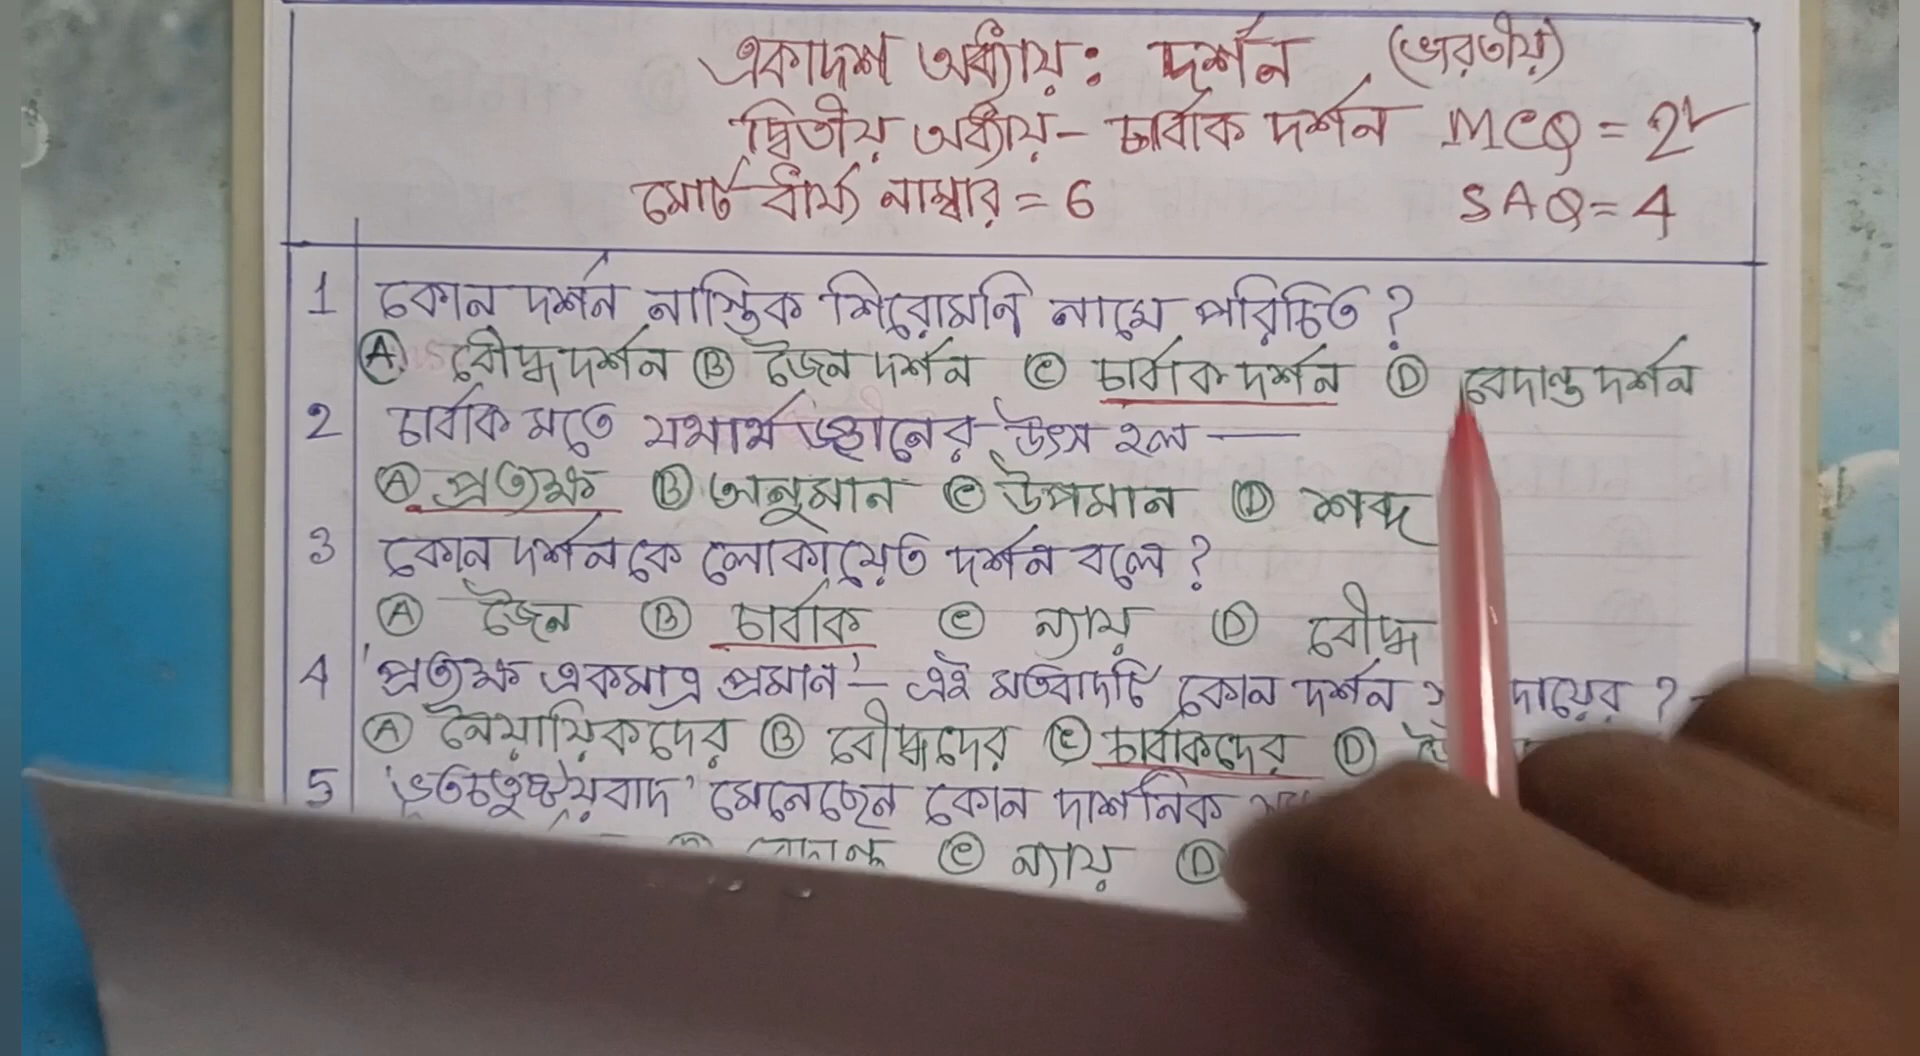 একাদশ অধ্যায়: দর্শন (ভারতীয়)
দ্বিতীয় অধ্যায়- চার্বাক দর্শন MCQ = 2
মোট ধার্য্য নাম্বার = 6 SAQ = 4
1 কোন দর্শন নাস্তিক শিরোমনি নামে পরিচিত ?
Ⓐ বৌদ্ধ দর্শন Ⓑ জৈন দর্শন Ⓒ চার্বাক দর্শন Ⓓ বেদান্ত দর্শন
2 চার্বাক মতে যথার্থ জ্ঞানের উৎস হল —
Ⓐ প্রত্যক্ষ Ⓑ অনুমান Ⓒ উপমান Ⓓ শব্দ
3 কোন দর্শনকে লোকায়েত দর্শন বলে ?
Ⓐ জৈন Ⓑ চার্বাক Ⓒ ন্যায় Ⓓ বৌদ্ধ
4 'প্রত্যক্ষ একমাত্র প্রমান' – এই মতবাদটি কোন দর্শন দায়ের ?
Ⓐ নৈয়ায়িকদের Ⓑ বৌদ্ধদের Ⓒ চার্বাকদের Ⓓ
5 'ভূতচতুষ্টয়বাদ' মেনেছেন কোন দার্শনিক
Ⓒ ন্যায় Ⓓ